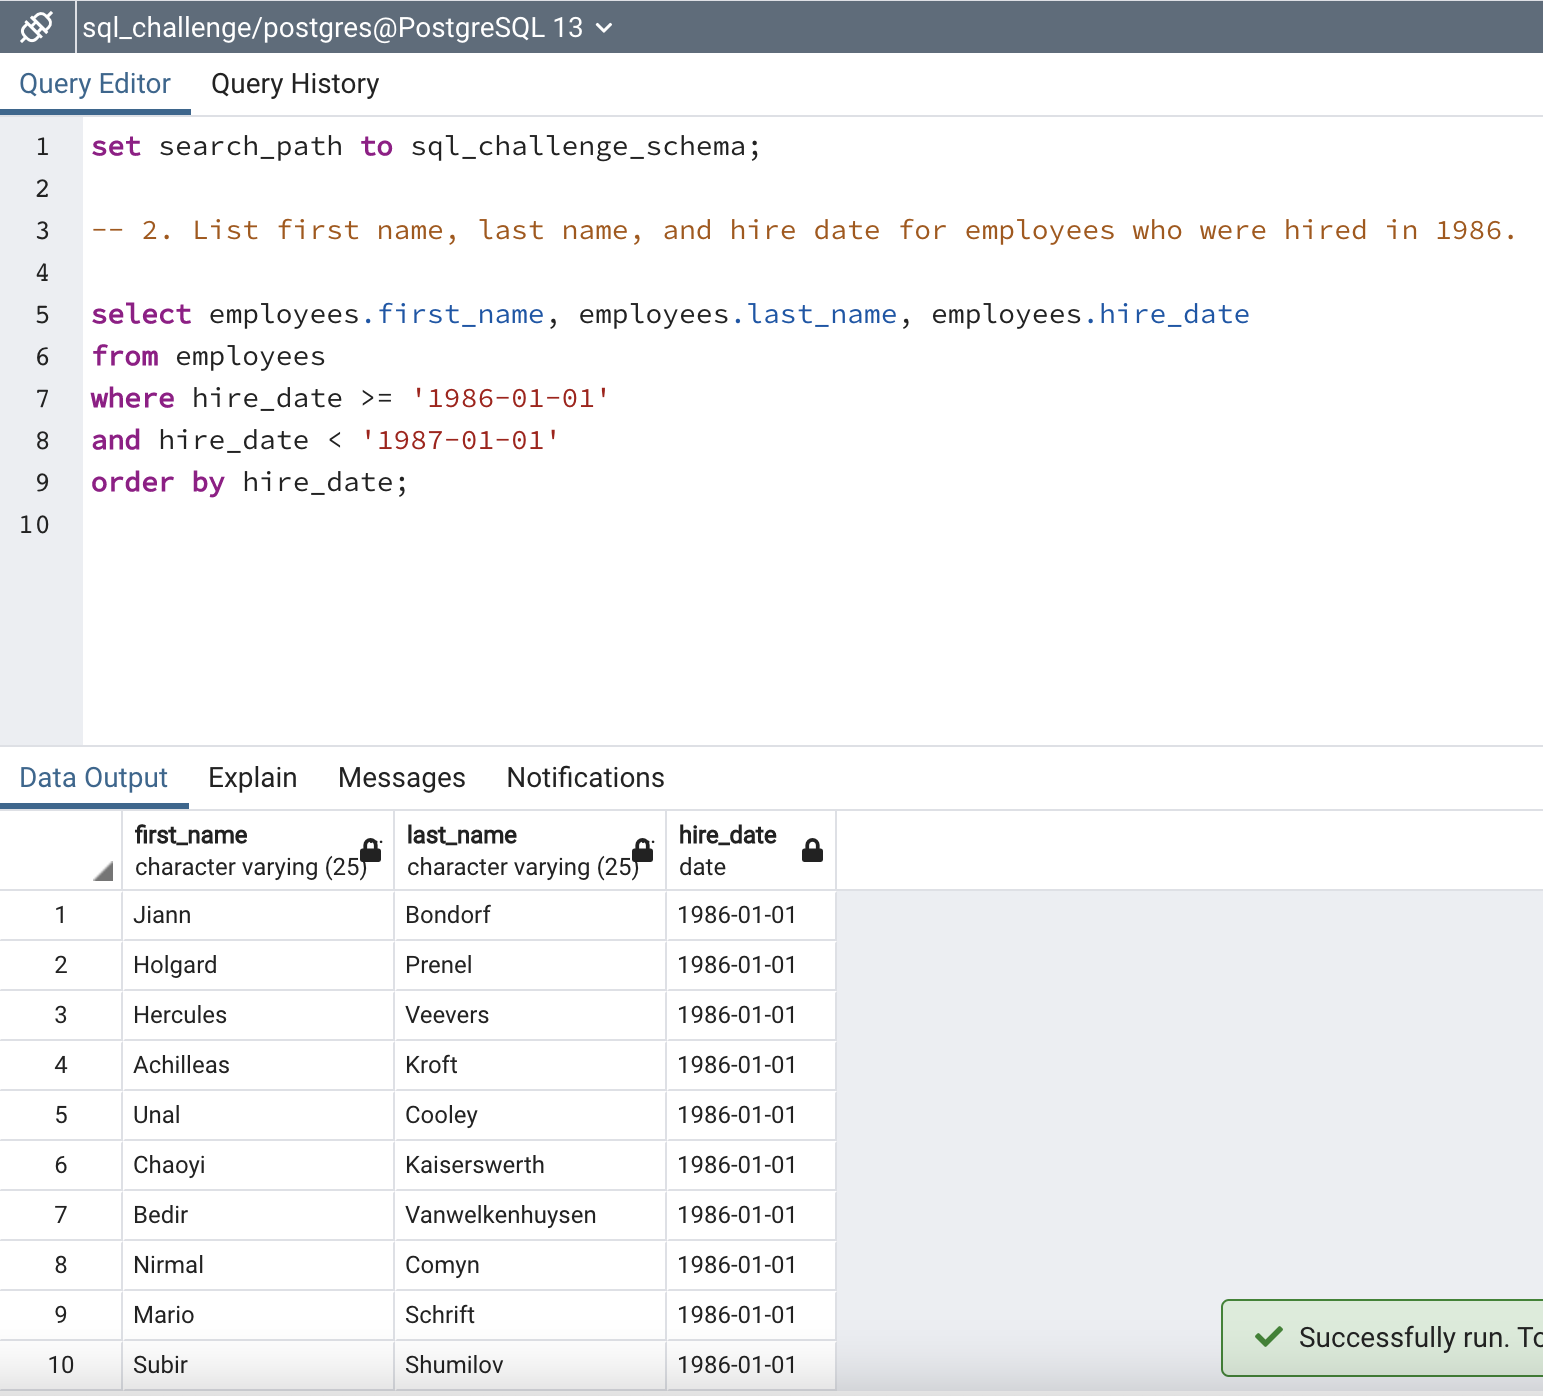 sql_challenge/postgres@PostgreSQL 13
Query Editor Query History
1 set search_path to sql_challenge_schema;
2
3 -- 2. List first name, last name, and hire date for employees who were hired in 1986.
4
5 select employees.first_name, employees.last_name, employees.hire_date
6 from employees
7 where hire_date >= '1986-01-01'
8 and hire_date < '1987-01-01'
9 order by hire_date;
10
Data Output Explain Messages Notifications
first_name last_name hire_date
character varying (25) character varying (25) date
1 Jiann Bondorf 1986-01-01
2 Holgard Prenel 1986-01-01
3 Hercules Veevers 1986-01-01
4 Achilleas Kroft 1986-01-01
5 Unal Cooley 1986-01-01
6 Chaoyi Kaiserswerth 1986-01-01
7 Bedir Vanwelkenhuysen 1986-01-01
8 Nirmal Comyn 1986-01-01
9 Mario Schrift 1986-01-01
10 Subir Shumilov 1986-01-01
Successfully run.